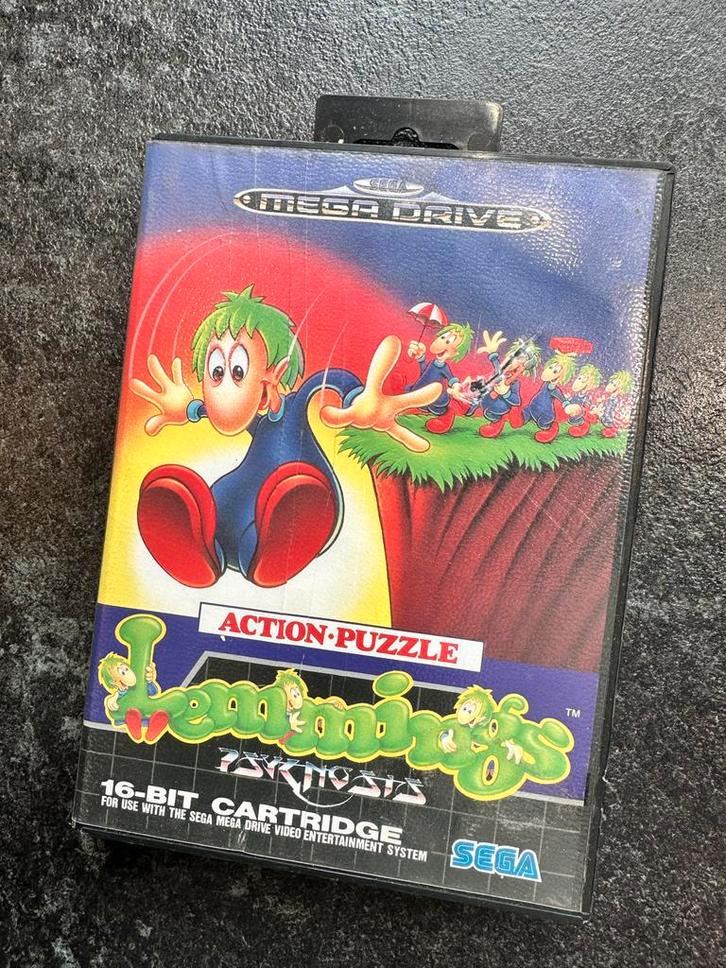 SEGA
MEGA DRIVE
ACTION·PUZZLE
Lemmings
TM
PSYGNOSIS
16-BIT CARTRIDGE
FOR USE WITH THE SEGA MEGA DRIVE VIDEO ENTERTAINMENT SYSTEM
SEGA